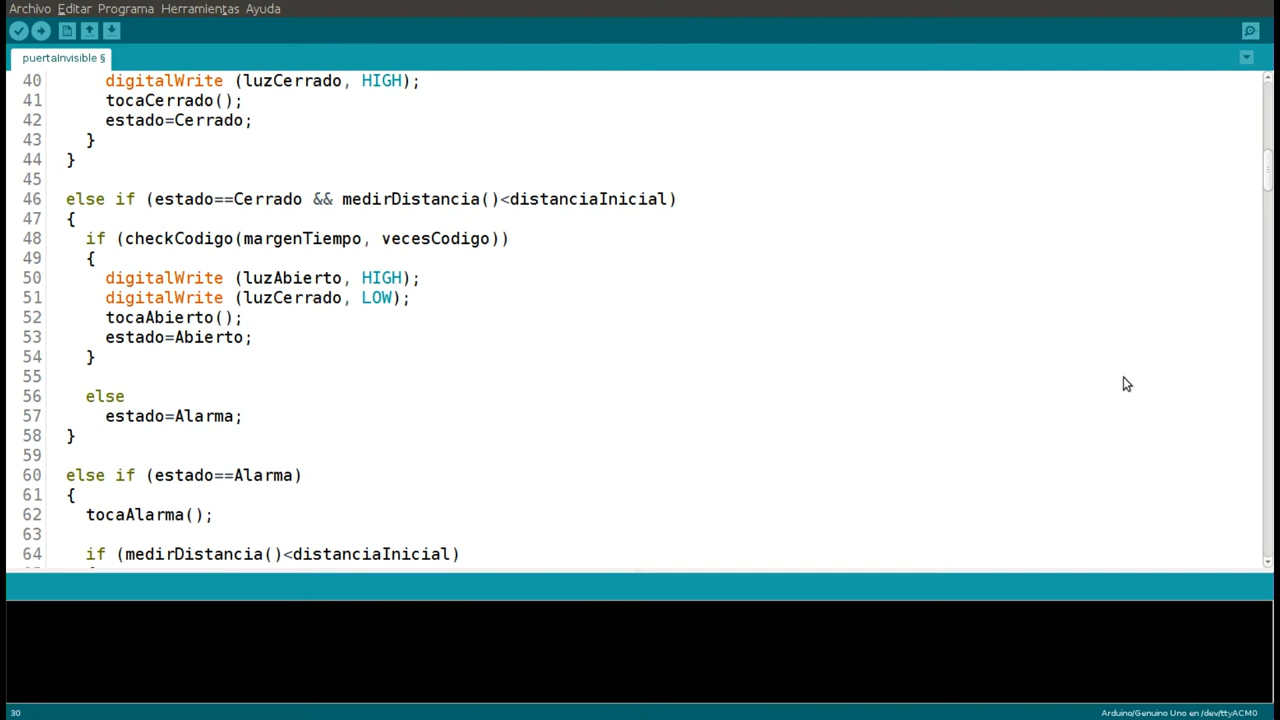 Archivo Editar Programa Herramientas Ayuda
puertaInvisible §
40 digitalWrite (luzCerrado, HIGH);
41 tocaCerrado();
42 estado=Cerrado;
43 }
44 }
45
46 else if (estado==Cerrado && medirDistancia()<distanciaInicial)
47 {
48 if (checkCodigo(margenTiempo, vecesCodigo))
49 {
50 digitalWrite (luzAbierto, HIGH);
51 digitalWrite (luzCerrado, LOW);
52 tocaAbierto();
53 estado=Abierto;
54 }
55
56 else
57 estado=Alarma;
58 }
59
60 else if (estado==Alarma)
61 {
62 tocaAlarma();
63
64 if (medirDistancia()<distanciaInicial)
30 Arduino/Genuino Uno en /dev/ttyACM0